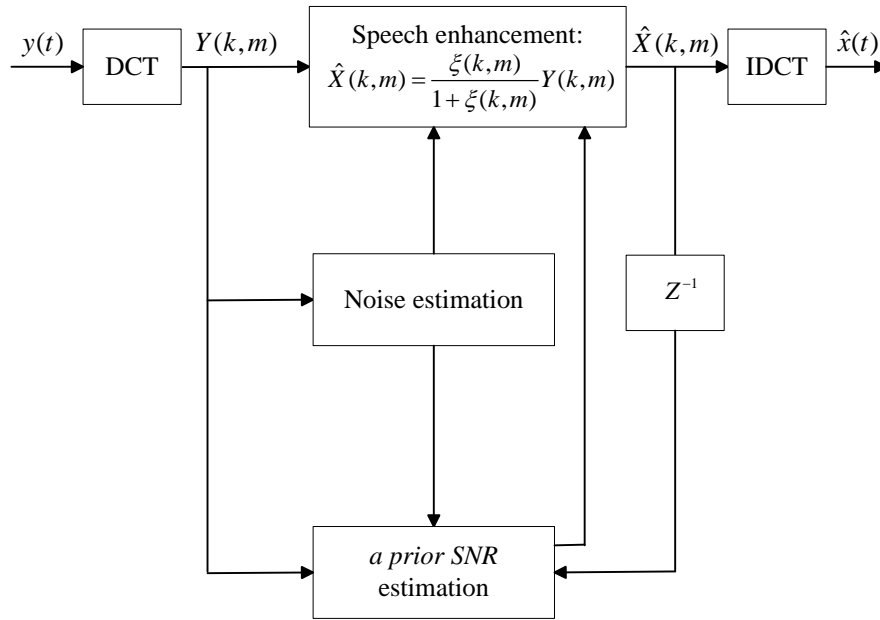 y(t)
DCT
Y(k,m)
Speech enhancement:
X̂(k,m) = ξ(k,m) / 1+ξ(k,m) Y(k,m)
X̂(k,m)
IDCT
x̂(t)
Noise estimation
Z⁻¹
a prior SNR
estimation